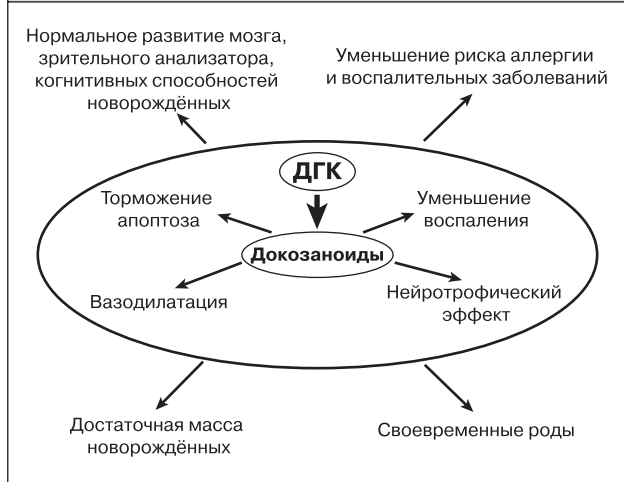 Нормальное развитие мозга,
зрительного анализатора,
когнитивных способностей
новорождённых
Уменьшение риска аллергии
и воспалительных заболеваний
ДГК
Торможение
апоптоза
Уменьшение
воспаления
Докозаноиды
Вазодилатация
Нейротрофический
эффект
Достаточная масса
новорождённых
Своевременные роды